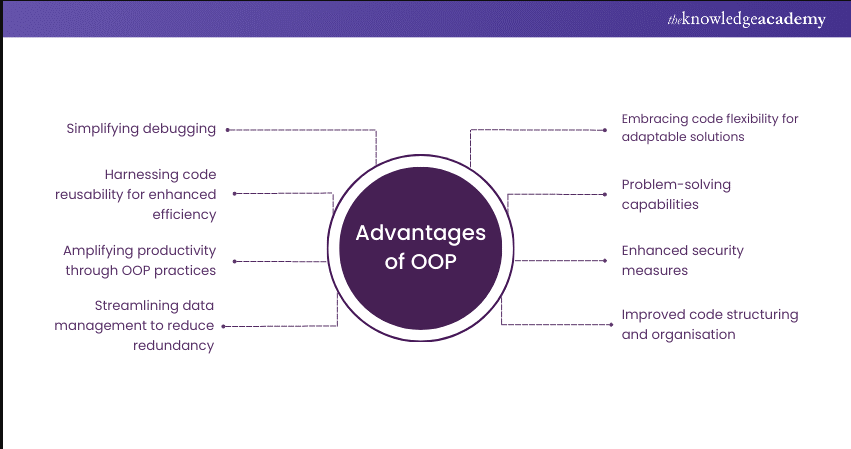 theknowledgeacademy
Simplifying debugging
Harnessing code
reusability for enhanced
efficiency
Amplifying productivity
through OOP practices
Streamlining data
management to reduce
redundancy
Advantages
of OOP
Embracing code flexibility for
adaptable solutions
Problem-solving
capabilities
Enhanced security
measures
Improved code structuring
and organisation